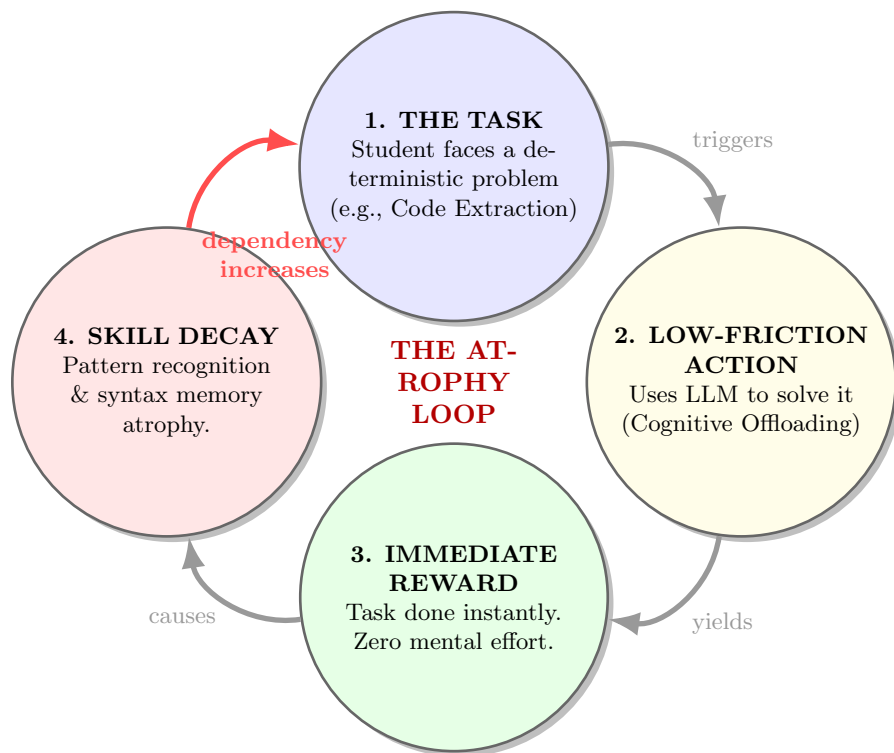 1. THE TASK
Student faces a de-
terministic problem
(e.g., Code Extraction)
triggers
dependency
increases
2. LOW-FRICTION
ACTION
Uses LLM to solve it
(Cognitive Offloading)
4. SKILL DECAY
Pattern recognition
& syntax memory
atrophy.
THE AT-
ROPHY
LOOP
3. IMMEDIATE
REWARD
Task done instantly.
Zero mental effort.
causes
yields